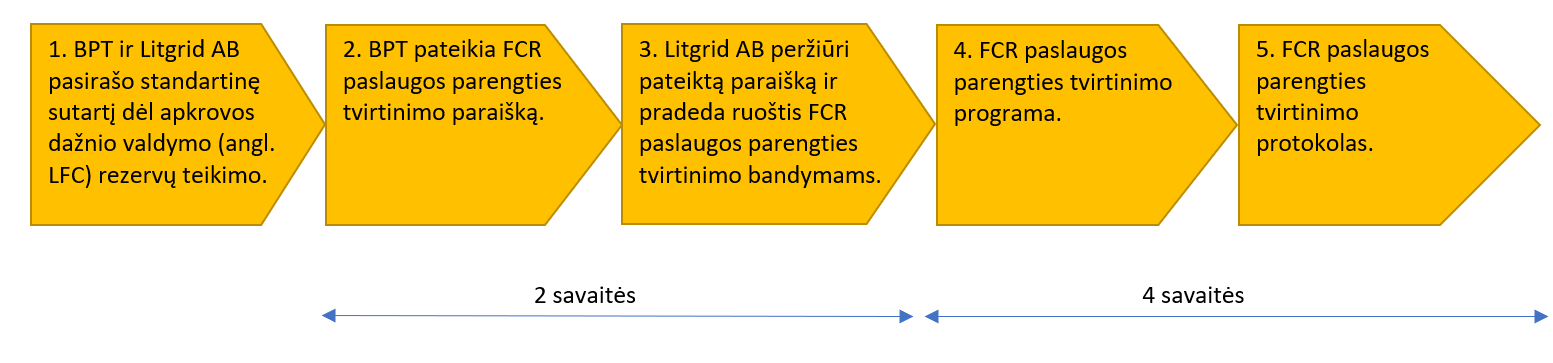 1. BPT ir Litgrid AB
pasirašo standartinę
sutartį dėl apkrovos
dažnio valdymo (angl.
LFC) rezervų teikimo.
2. BPT pateikia FCR
paslaugos parengties
tvirtinimo paraišką.
3. Litgrid AB peržiūri
pateiktą paraišką ir
pradeda ruoštis FCR
paslaugos parengties
tvirtinimo bandymams.
4. FCR paslaugos
parengties tvirtinimo
programa.
5. FCR paslaugos
parengties
tvirtinimo
protokolas.
2 savaitės
4 savaitės